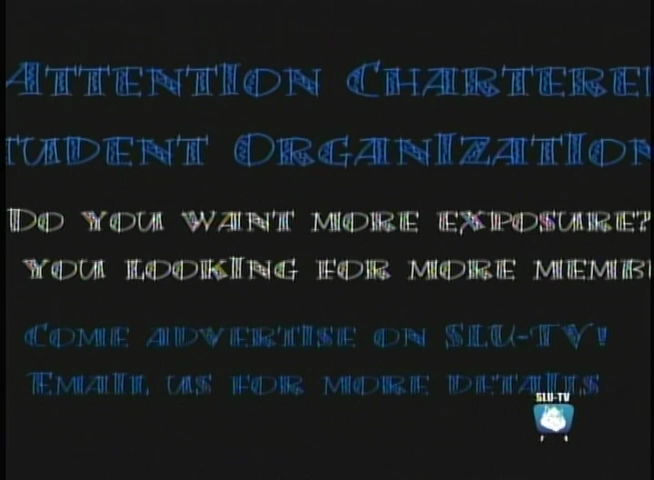 Attention Chartere
tudent Organization
Do you want more exposure?
you looking for more memb
Come advertise on SLU-TV!
Email us for more details
SLU-TV